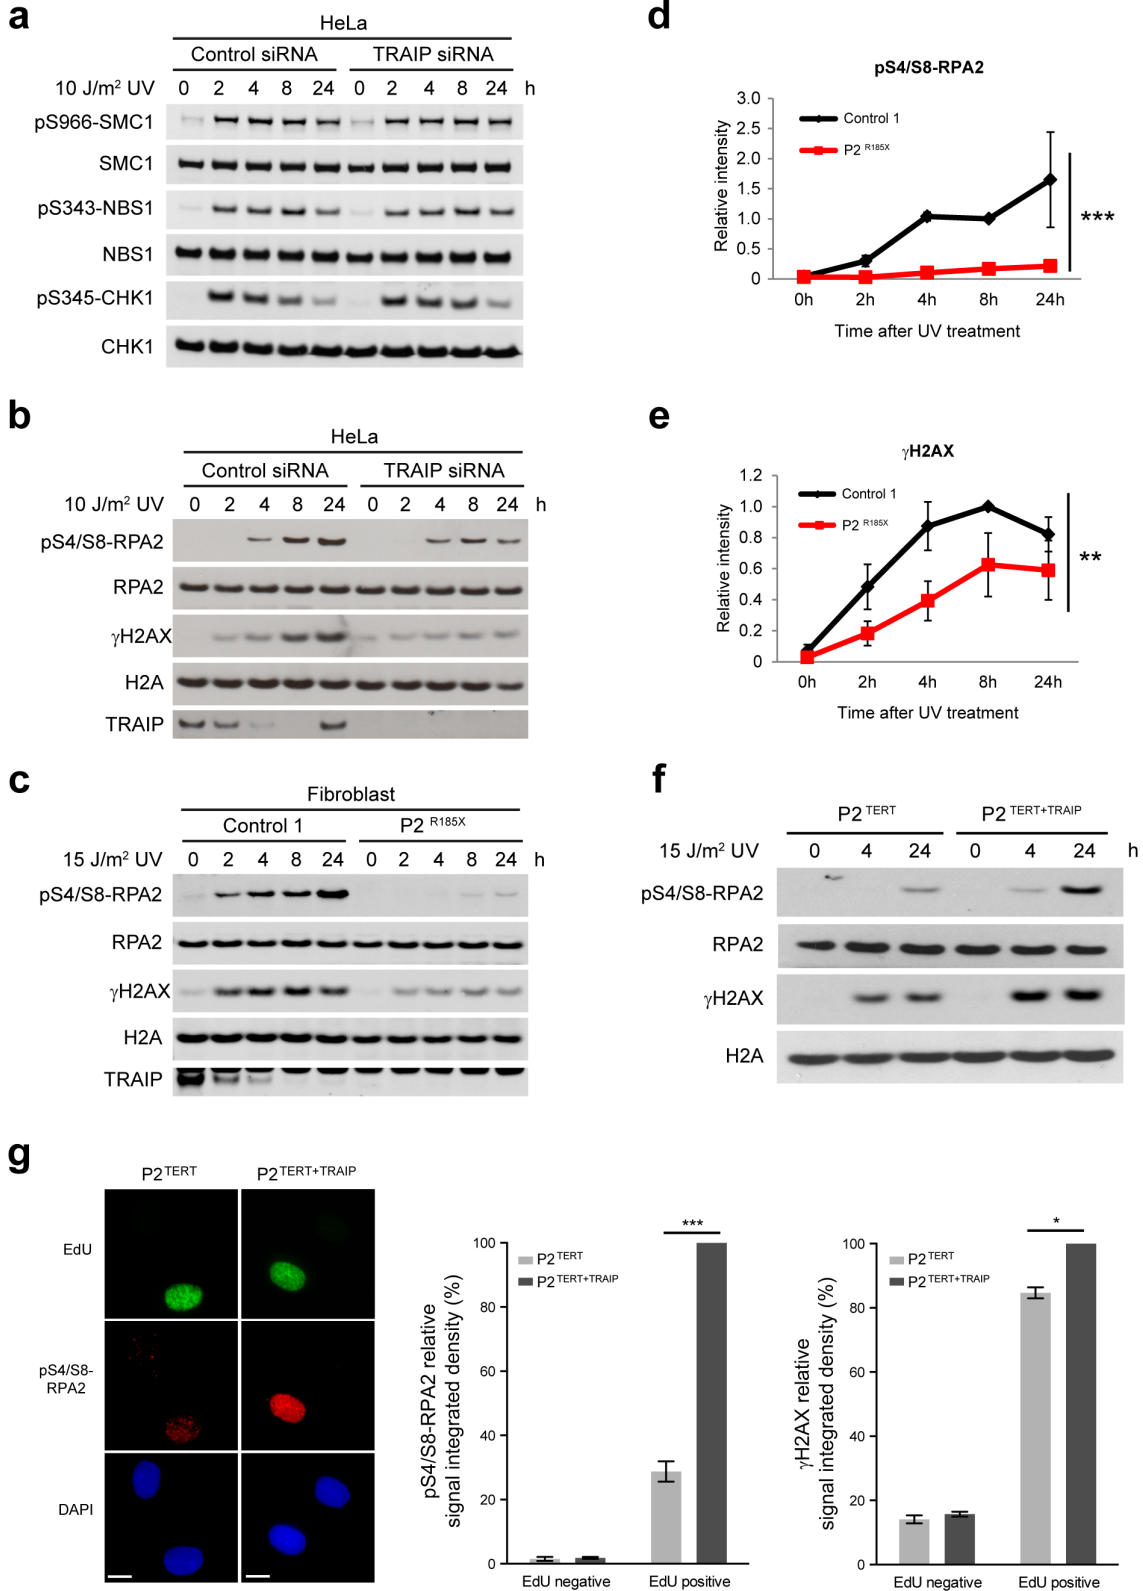 a
HeLa
Control siRNA TRAIP siRNA
10 J/m² UV 0 2 4 8 24 0 2 4 8 24 h
pS966-SMC1
SMC1
pS343-NBS1
NBS1
pS345-CHK1
CHK1
b
HeLa
Control siRNA TRAIP siRNA
10 J/m² UV 0 2 4 8 24 0 2 4 8 24 h
pS4/S8-RPA2
RPA2
γH2AX
H2A
TRAIP
c
Fibroblast
Control 1 P2 R185X
15 J/m² UV 0 2 4 8 24 0 2 4 8 24 h
pS4/S8-RPA2
RPA2
γH2AX
H2A
TRAIP
d
pS4/S8-RPA2
Relative intensity
3.0
2.5
2.0
1.5
1.0
0.5
0
Control 1
P2 R185X
***
0h 2h 4h 8h 24h
Time after UV treatment
e
γH2AX
Relative intensity
1.2
1.0
0.8
0.6
0.4
0.2
0
Control 1
P2 R185X
**
0h 2h 4h 8h 24h
Time after UV treatment
f
P2 TERT P2 TERT+TRAIP
15 J/m² UV 0 4 24 0 4 24 h
pS4/S8-RPA2
RPA2
γH2AX
H2A
g
P2 TERT P2 TERT+TRAIP
EdU
pS4/S8-
RPA2
DAPI
pS4/S8-RPA2 relative
signal integrated density (%)
100
80
60
40
20
0
P2 TERT
P2 TERT+TRAIP
***
EdU negative EdU positive
γH2AX relative
signal integrated density (%)
100
80
60
40
20
0
P2 TERT
P2 TERT+TRAIP
*
EdU negative EdU positive